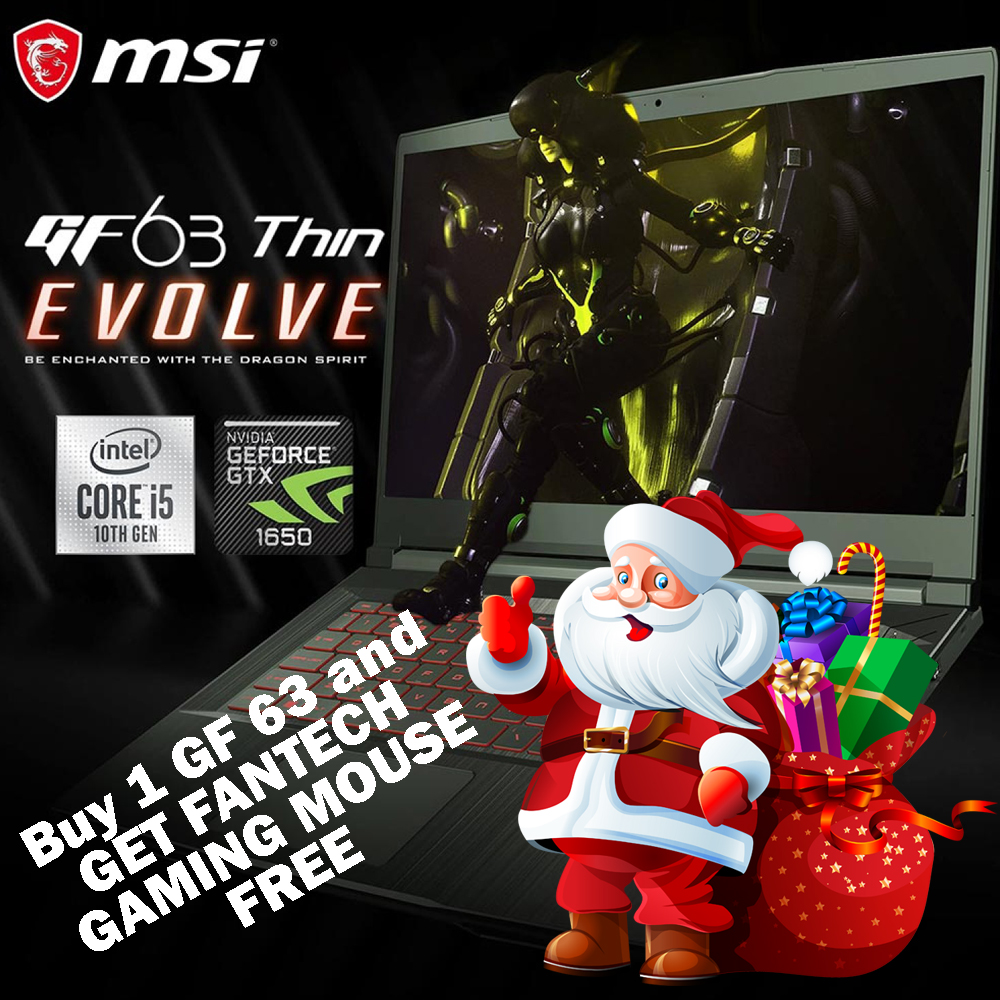 msi
GF63 Thin
EVOLVE
BE ENCHANTED WITH THE DRAGON SPIRIT
intel
CORE i5
10TH GEN
NVIDIA
GEFORCE
GTX
1650
Buy 1 GF 63 and
GET FANTECH
GAMING MOUSE
FREE